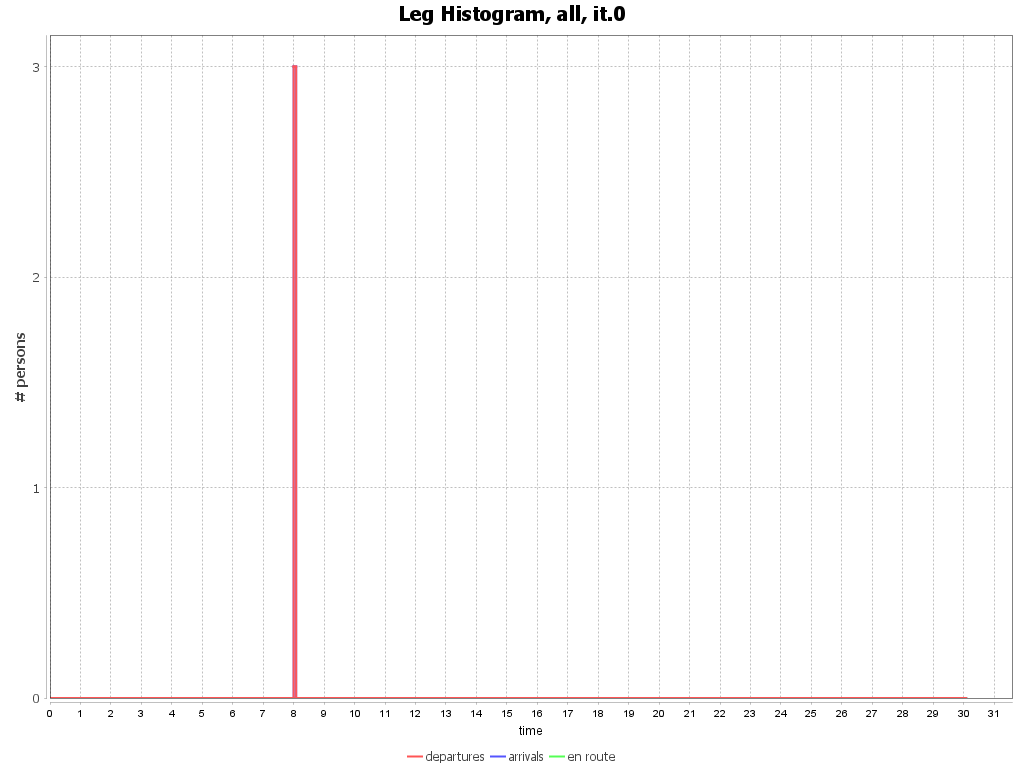 Leg Histogram, all, it.0
3
2
1
0
# persons
0 1 2 3 4 5 6 7 8 9 10 11 12 13 14 15 16 17 18 19 20 21 22 23 24 25 26 27 28 29 30 31
time
departures arrivals en route